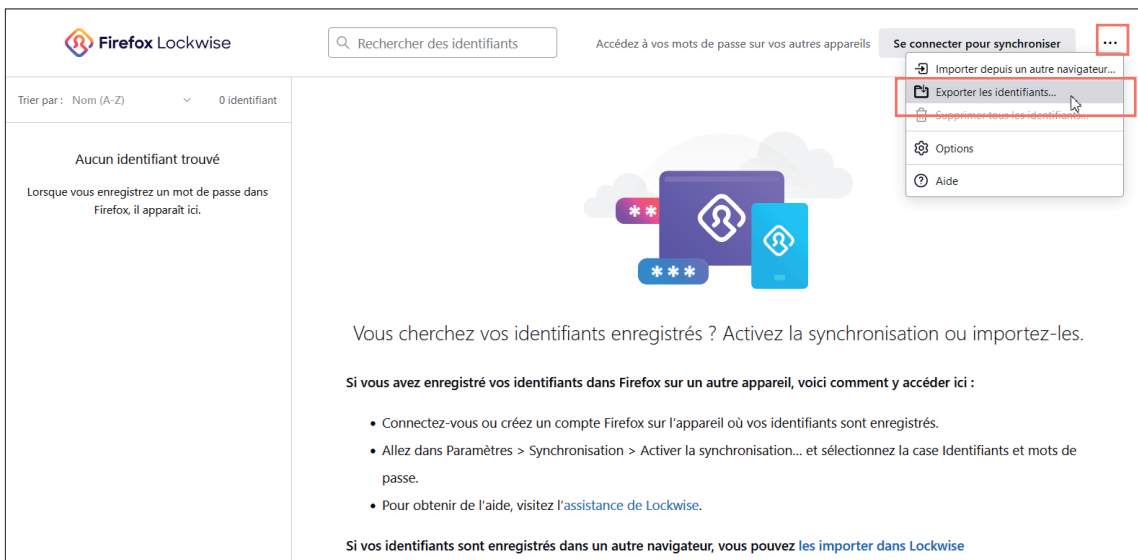 Firefox Lockwise
Rechercher des identifiants
Accédez à vos mots de passe sur vos autres appareils
Se connecter pour synchroniser
...
Importer depuis un autre navigateur...
Exporter les identifiants...
Supprimer tous les identifiants...
Options
Aide
Trier par : Nom (A-Z)
0 identifiant
Aucun identifiant trouvé
Lorsque vous enregistrez un mot de passe dans
Firefox, il apparaît ici.
**
***
Vous cherchez vos identifiants enregistrés ? Activez la synchronisation ou importez-les.
Si vous avez enregistré vos identifiants dans Firefox sur un autre appareil, voici comment y accéder ici :
• Connectez-vous ou créez un compte Firefox sur l'appareil où vos identifiants sont enregistrés.
• Allez dans Paramètres > Synchronisation > Activer la synchronisation... et sélectionnez la case Identifiants et mots de
passe.
• Pour obtenir de l'aide, visitez l'assistance de Lockwise.
Si vos identifiants sont enregistrés dans un autre navigateur, vous pouvez les importer dans Lockwise